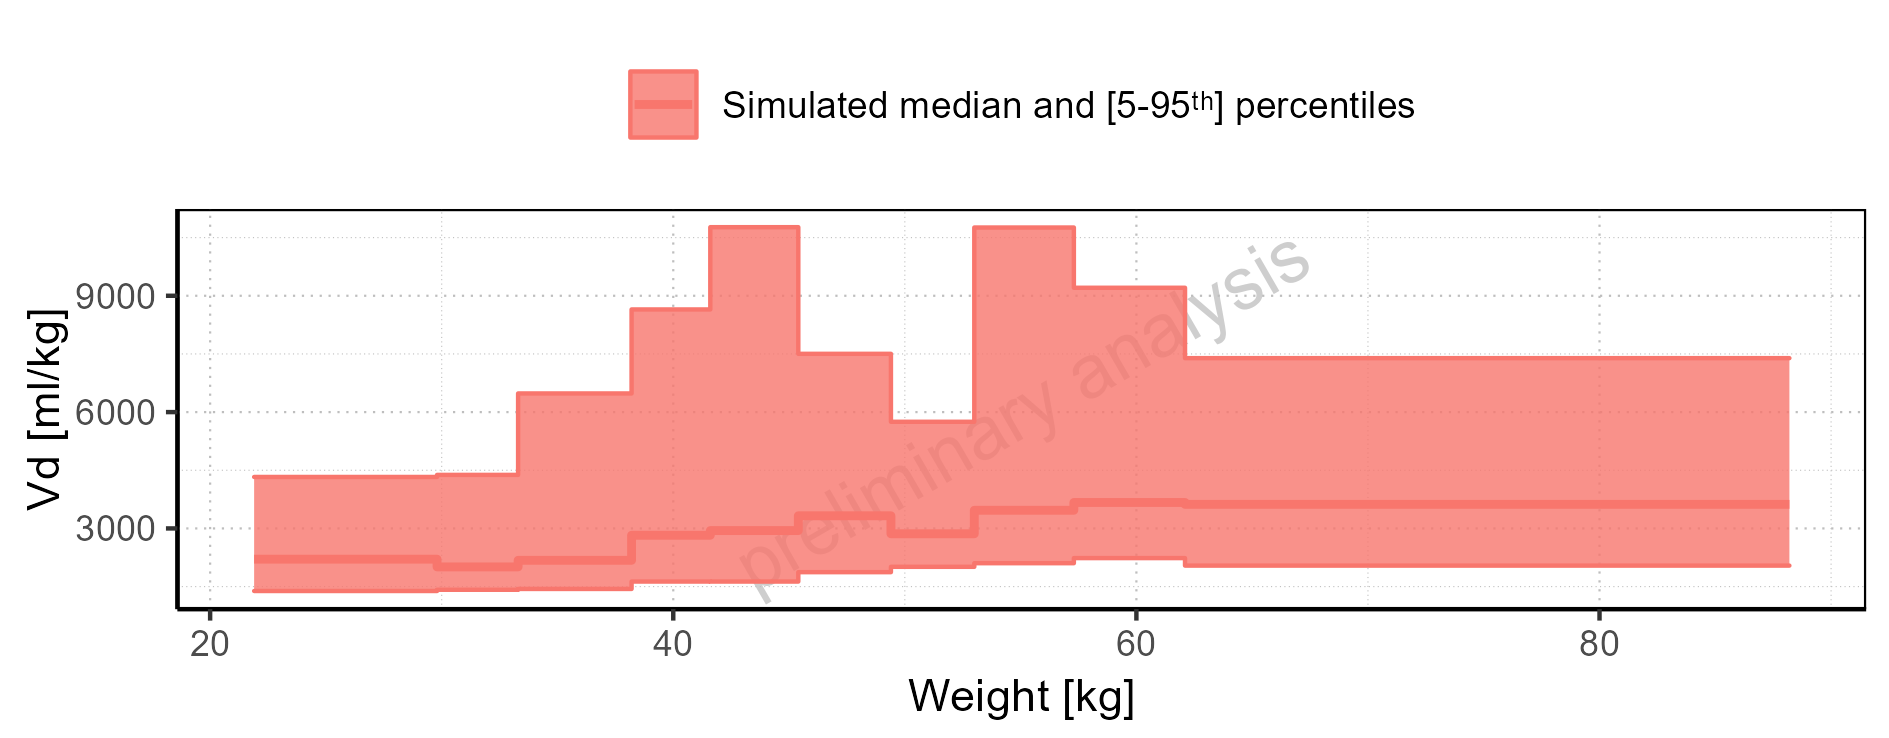 Simulated median and [5-95th] percentiles
Vd [ml/kg]
9000
6000
3000
preliminary analysis
20 40 60 80
Weight [kg]